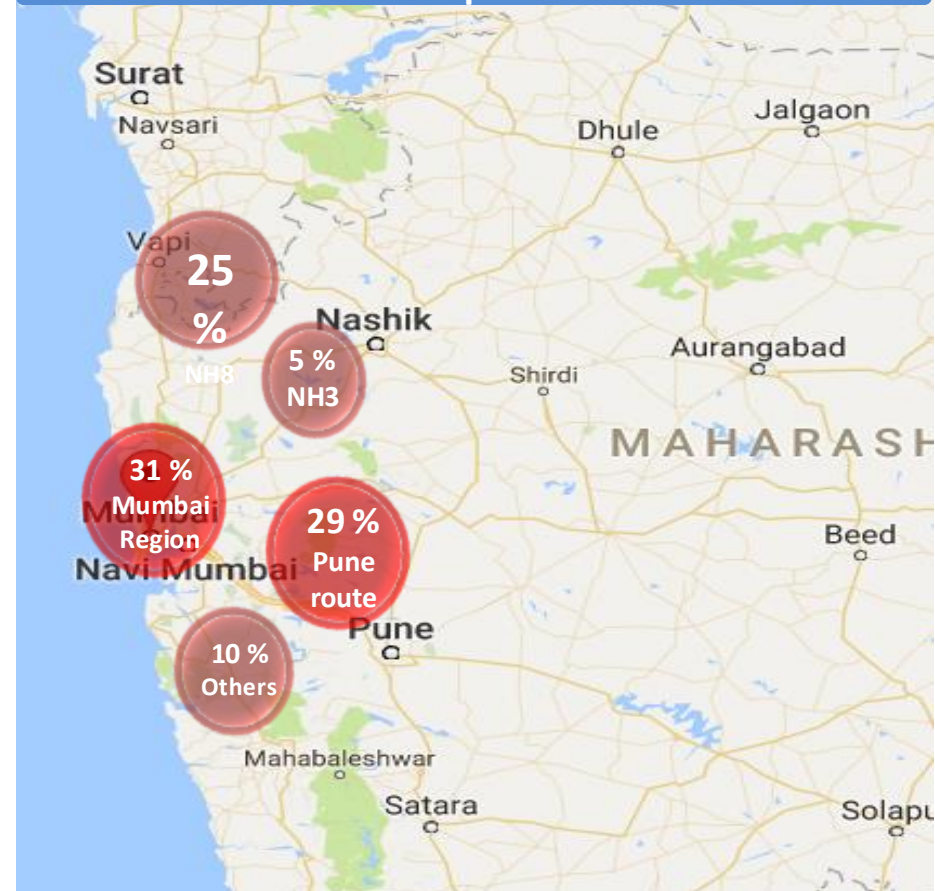 Surat
Navsari
Dhule
Jalgaon
Vapi
25
%
NH8
Nashik
5 %
NH3
Shirdi
Aurangabad
MAHARASH
31 %
Mumbai
Region
Mumbai
Navi Mumbai
29 %
Pune
route
Beed
Pune
10 %
Others
Mahabaleshwar
Satara
Solapu